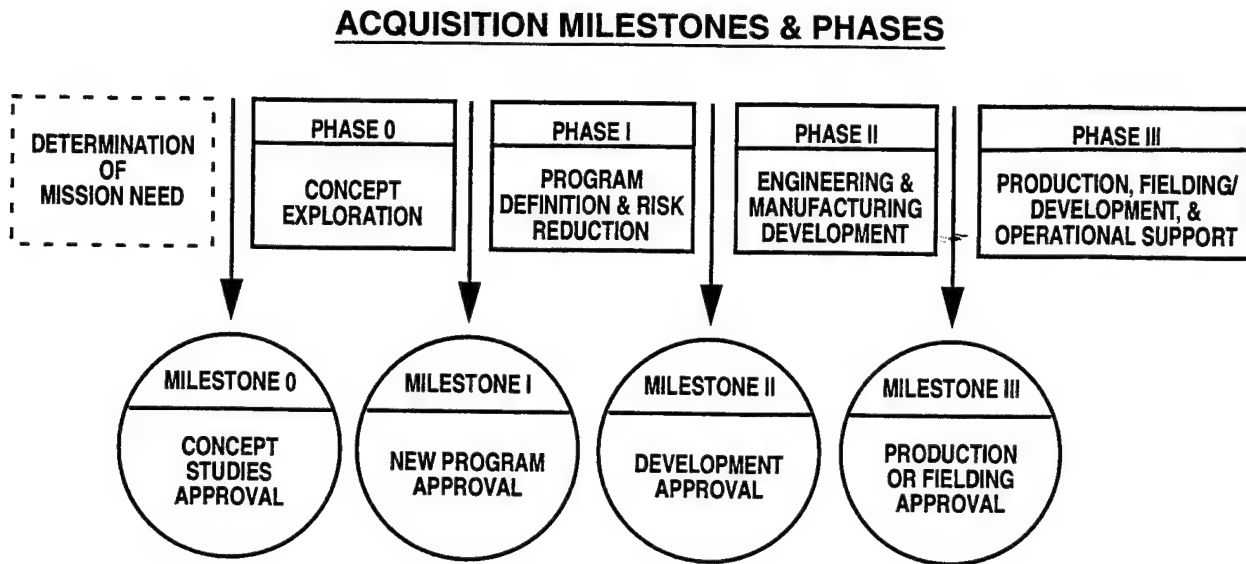 ACQUISITION MILESTONES & PHASES
DETERMINATION
OF
MISSION NEED
PHASE 0
CONCEPT
EXPLORATION
PHASE I
PROGRAM
DEFINITION & RISK
REDUCTION
PHASE II
ENGINEERING &
MANUFACTURING
DEVELOPMENT
PHASE III
PRODUCTION, FIELDING/
DEVELOPMENT, &
OPERATIONAL SUPPORT
MILESTONE 0
CONCEPT
STUDIES
APPROVAL
MILESTONE I
NEW PROGRAM
APPROVAL
MILESTONE II
DEVELOPMENT
APPROVAL
MILESTONE III
PRODUCTION
OR FIELDING
APPROVAL